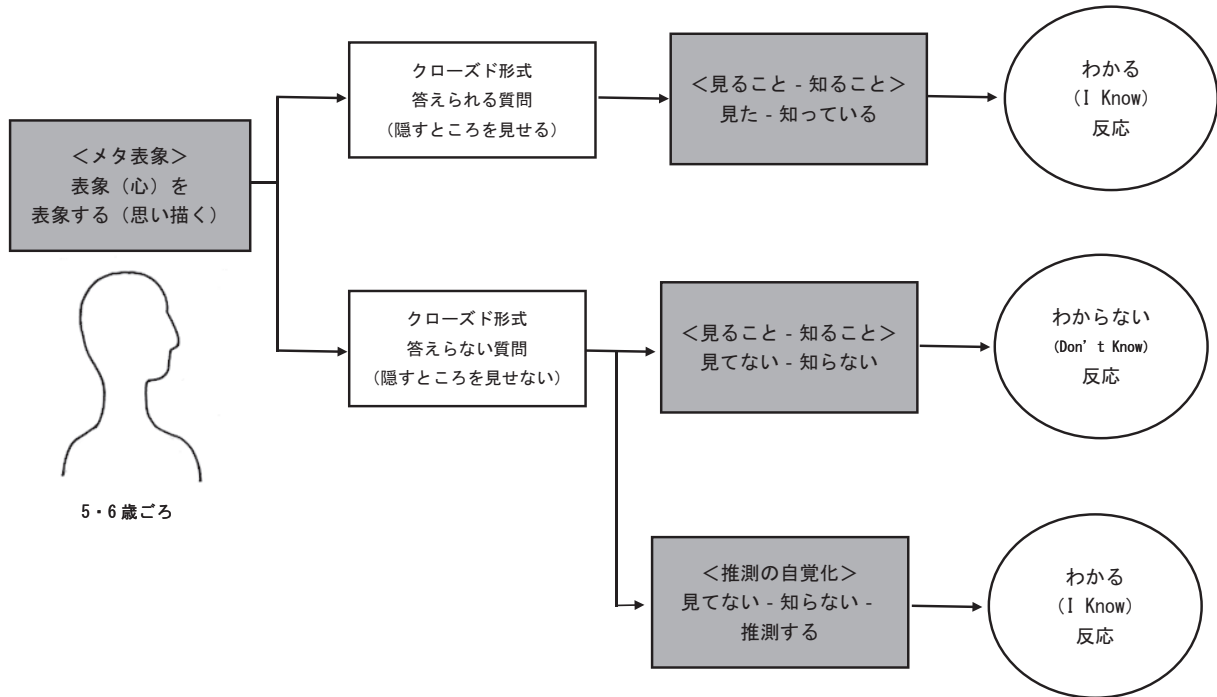 <メタ表象>
表象（心）を
表象する（思い描く）
5・6歳ごろ
クローズド形式
答えられる質問
(隠すところを見せる)
<見ること - 知ること>
見た - 知っている
わかる
(I Know)
反応
クローズド形式
答えらない質問
(隠すところを見せない)
<見ること - 知ること>
見てない - 知らない
わからない
(Don't Know)
反応
<推測の自覚化>
見てない - 知らない -
推測する
わかる
(I Know)
反応